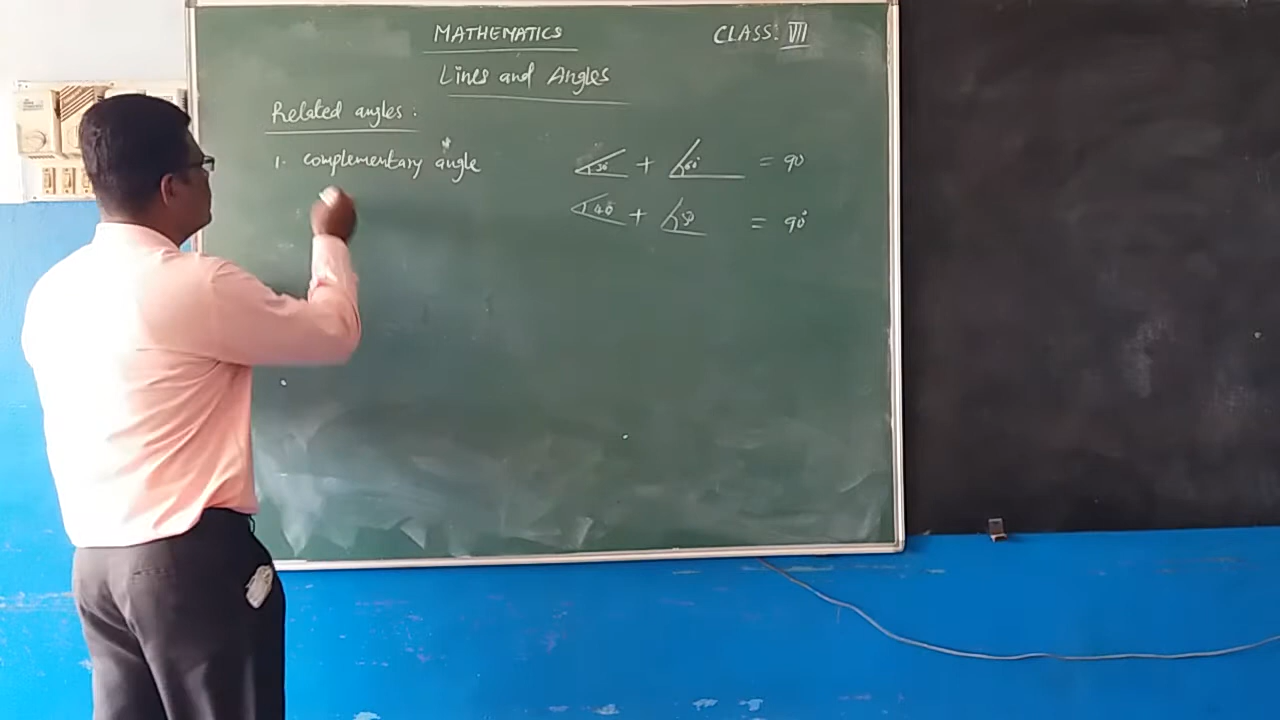 MATHEMATICS CLASS: VII
Lines and Angles
Related angles:
1. complementary angle 30° + 60° = 90
40° + 50 = 90°